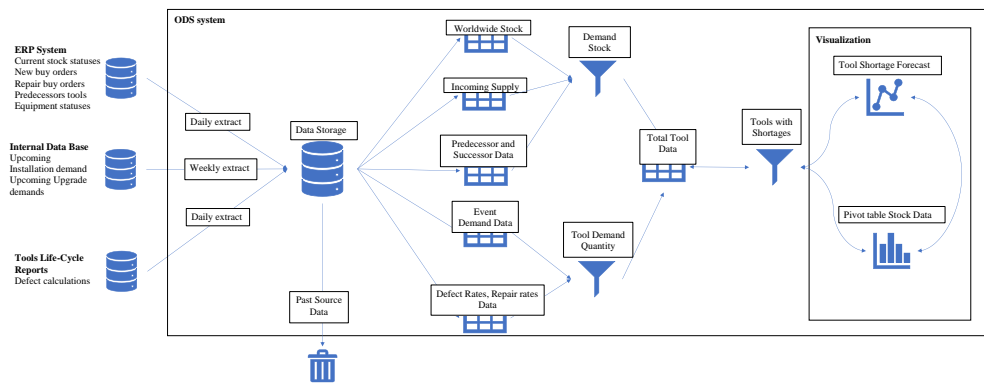 ODS system
ERP System
Current stock statuses
New buy orders
Repair buy orders
Predecessors tools
Equipment statuses
Internal Data Base
Upcoming
Installation demand
Upcoming Upgrade
demands
Tools Life-Cycle
Reports
Defect calculations
Daily extract
Weekly extract
Daily extract
Data Storage
Past Source
Data
Worldwide Stock
Incoming Supply
Predecessor and
Successor Data
Event
Demand Data
Defect Rates, Repair rates
Data
Demand
Stock
Tool Demand
Quantity
Total Tool
Data
Tools with
Shortages
Visualization
Tool Shortage Forecast
Pivot table Stock Data